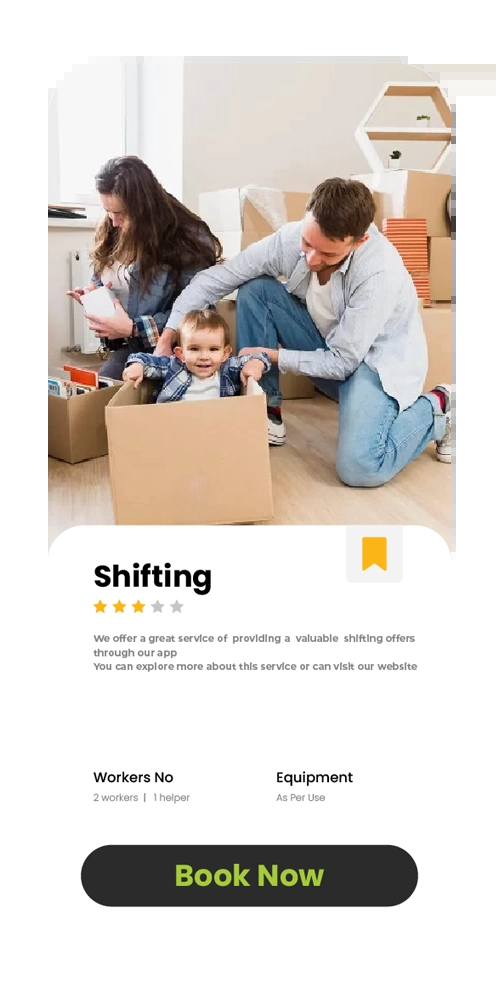 Shifting
We offer a great service of providing a valuable shifting offers
through our app
You can explore more about this service or can visit our website
Workers No
Equipment
2 workers | 1 helper
As Per Use
Book Now